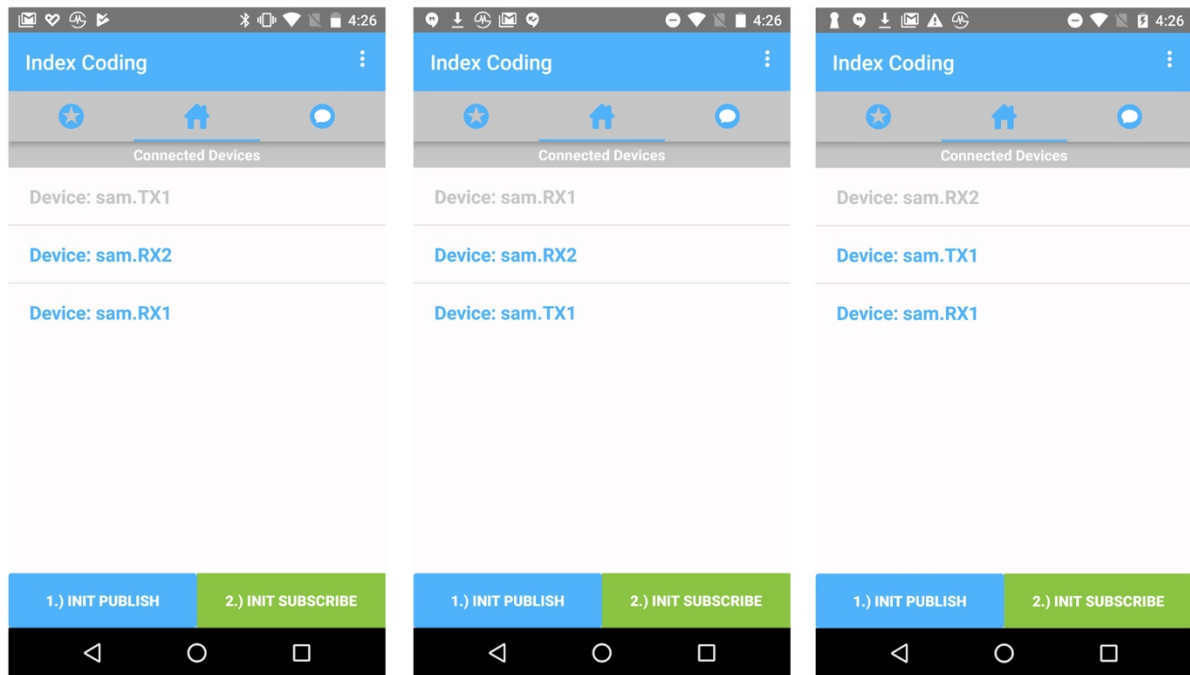 4:26
Index Coding
Connected Devices
Device: sam.TX1
Device: sam.RX2
Device: sam.RX1
1.) INIT PUBLISH
2.) INIT SUBSCRIBE
4:26
Index Coding
Connected Devices
Device: sam.RX1
Device: sam.RX2
Device: sam.TX1
1.) INIT PUBLISH
2.) INIT SUBSCRIBE
4:26
Index Coding
Connected Devices
Device: sam.RX2
Device: sam.TX1
Device: sam.RX1
1.) INIT PUBLISH
2.) INIT SUBSCRIBE